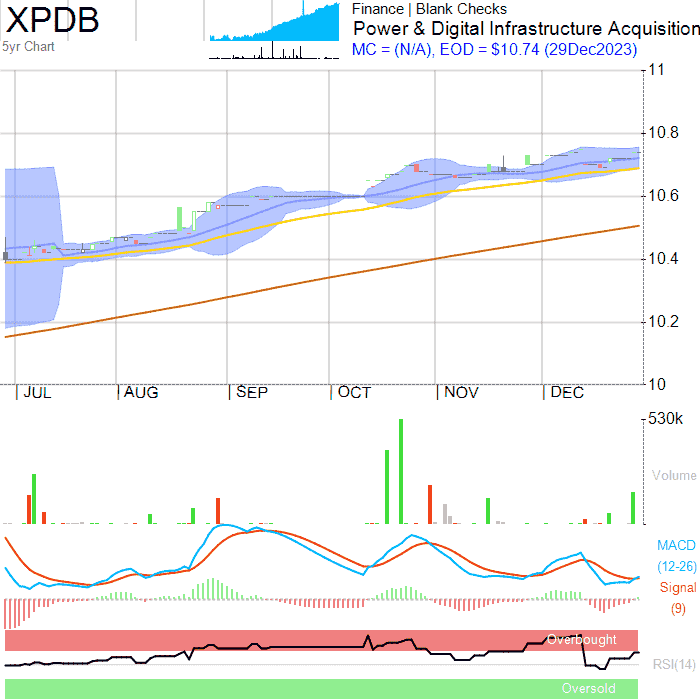 XPDB
5yr Chart
Finance | Blank Checks
Power & Digital Infrastructure Acquisition
MC = (N/A), EOD = $10.74 (29Dec2023)
11
10.8
10.6
10.4
10.2
10
JUL AUG SEP OCT NOV DEC
530k
Volume
MACD
(12-26)
Signal
(9)
Overbought
RSI(14)
Oversold